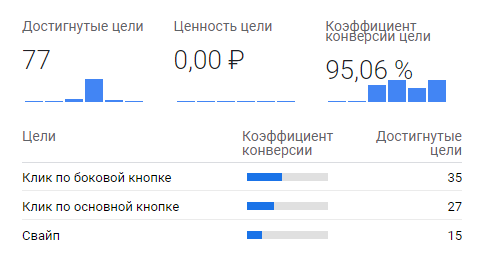 Достигнутые цели
77
Ценность цели
0,00 ₽
Коэффициент
конверсии цели
95,06 %
Цели
Коэффициент
конверсии
Достигнутые
цели
Клик по боковой кнопке
35
Клик по основной кнопке
27
Свайп
15